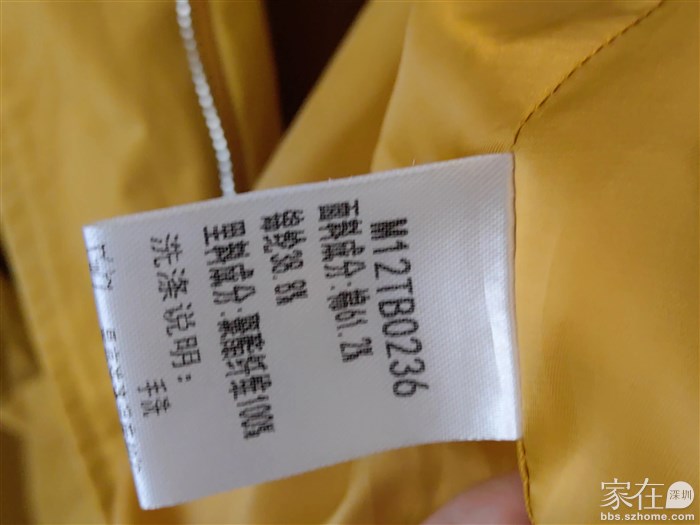 M12TB0236
面料成分:棉61.2%
锦纶38.8%
里料成分:聚酯纤维100%
洗涤说明:
手洗
家在
深圳
bbs.szhome.com